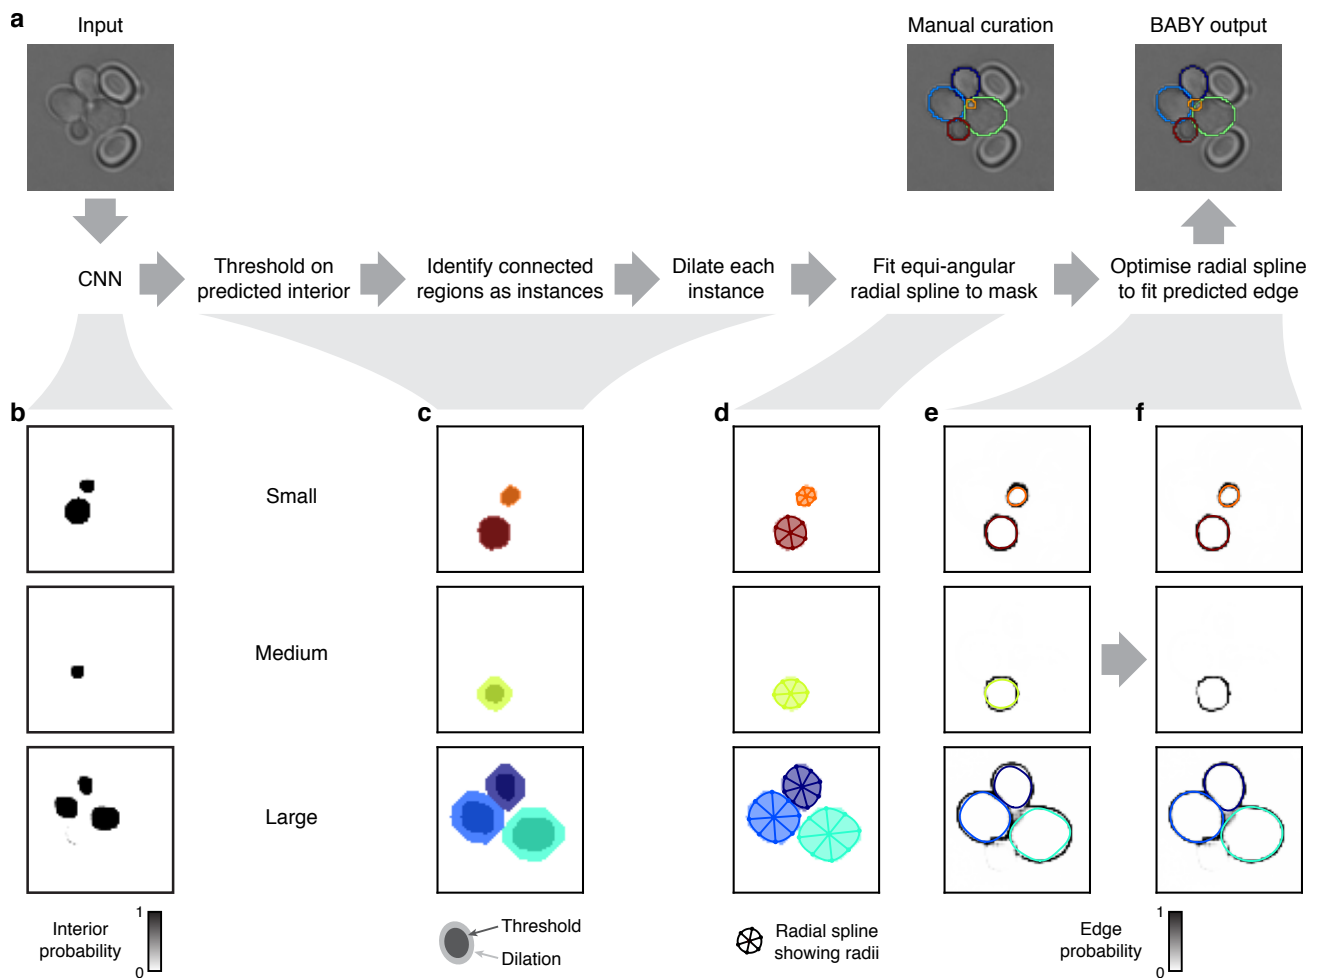 a
Input
Manual curation
BABY output
CNN
Threshold on
predicted interior
Identify connected
regions as instances
Dilate each
instance
Fit equi-angular
radial spline to mask
Optimise radial spline
to fit predicted edge
b
c
d
e
f
Small
Medium
Large
Interior
probability
1
0
Threshold
Dilation
Radial spline
showing radii
Edge
probability
1
0